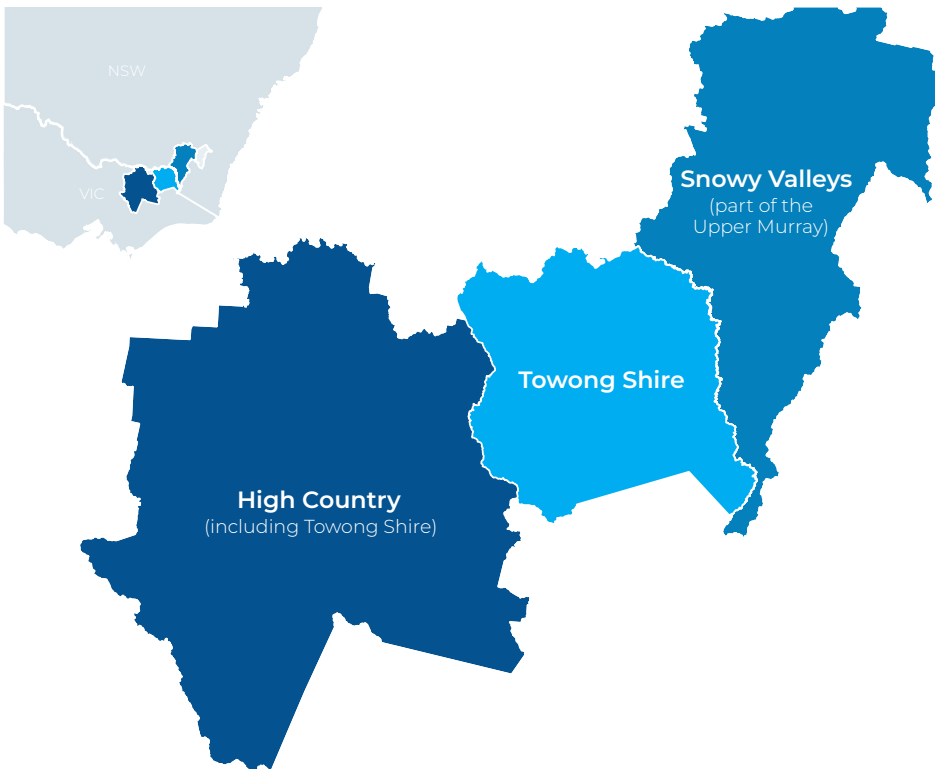 NSW
VIC
Snowy Valleys
(part of the
Upper Murray)
Towong Shire
High Country
(including Towong Shire)